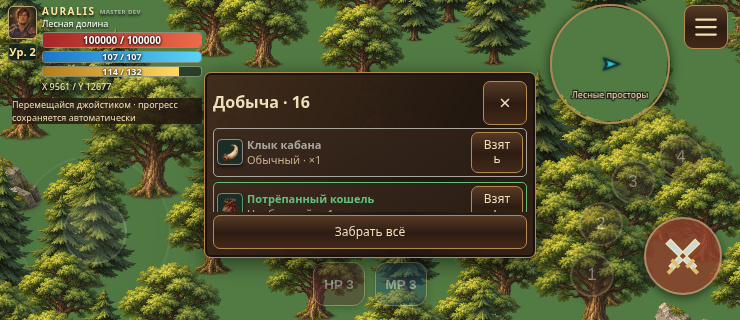 AURALIS MASTER DEV
Лесная долина
100000 / 100000
Ур. 2
107 / 107
114 / 132
X 9561 / Y 12677
Перемещайся джойстиком · прогресс
сохраняется автоматически
Лесные просторы
Добыча · 16
×
Клык кабана
Обычный · ×1
Взят
ь
Потрёпанный кошель
Взят
Забрать всё
HP 3
MP 3
1
2
3
4